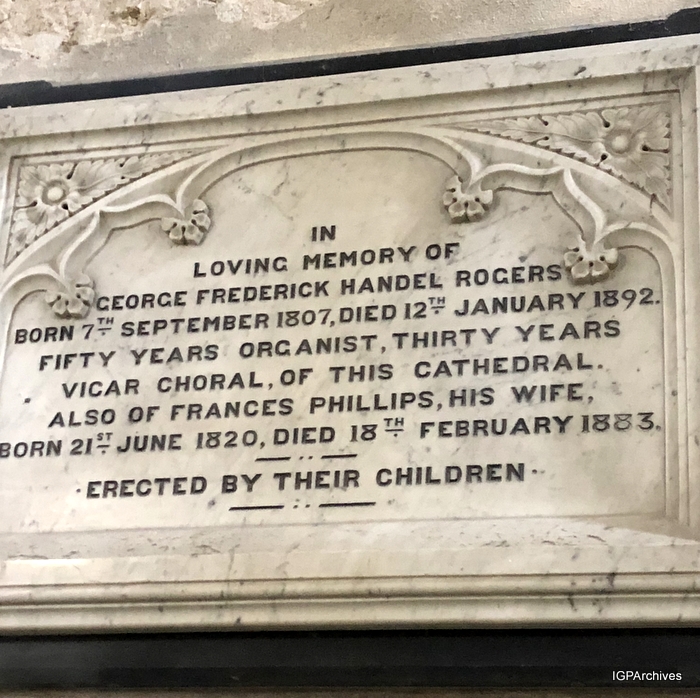 IN
LOVING MEMORY OF
GEORGE FREDERICK HANDEL ROGERS
BORN 7TH SEPTEMBER 1807, DIED 12TH JANUARY 1892.
FIFTY YEARS ORGANIST, THIRTY YEARS
VICAR CHORAL, OF THIS CATHEDRAL.
ALSO OF FRANCES PHILLIPS, HIS WIFE,
BORN 21ST JUNE 1820, DIED 18TH FEBRUARY 1883.
·ERECTED BY THEIR CHILDREN·
IGPArchives